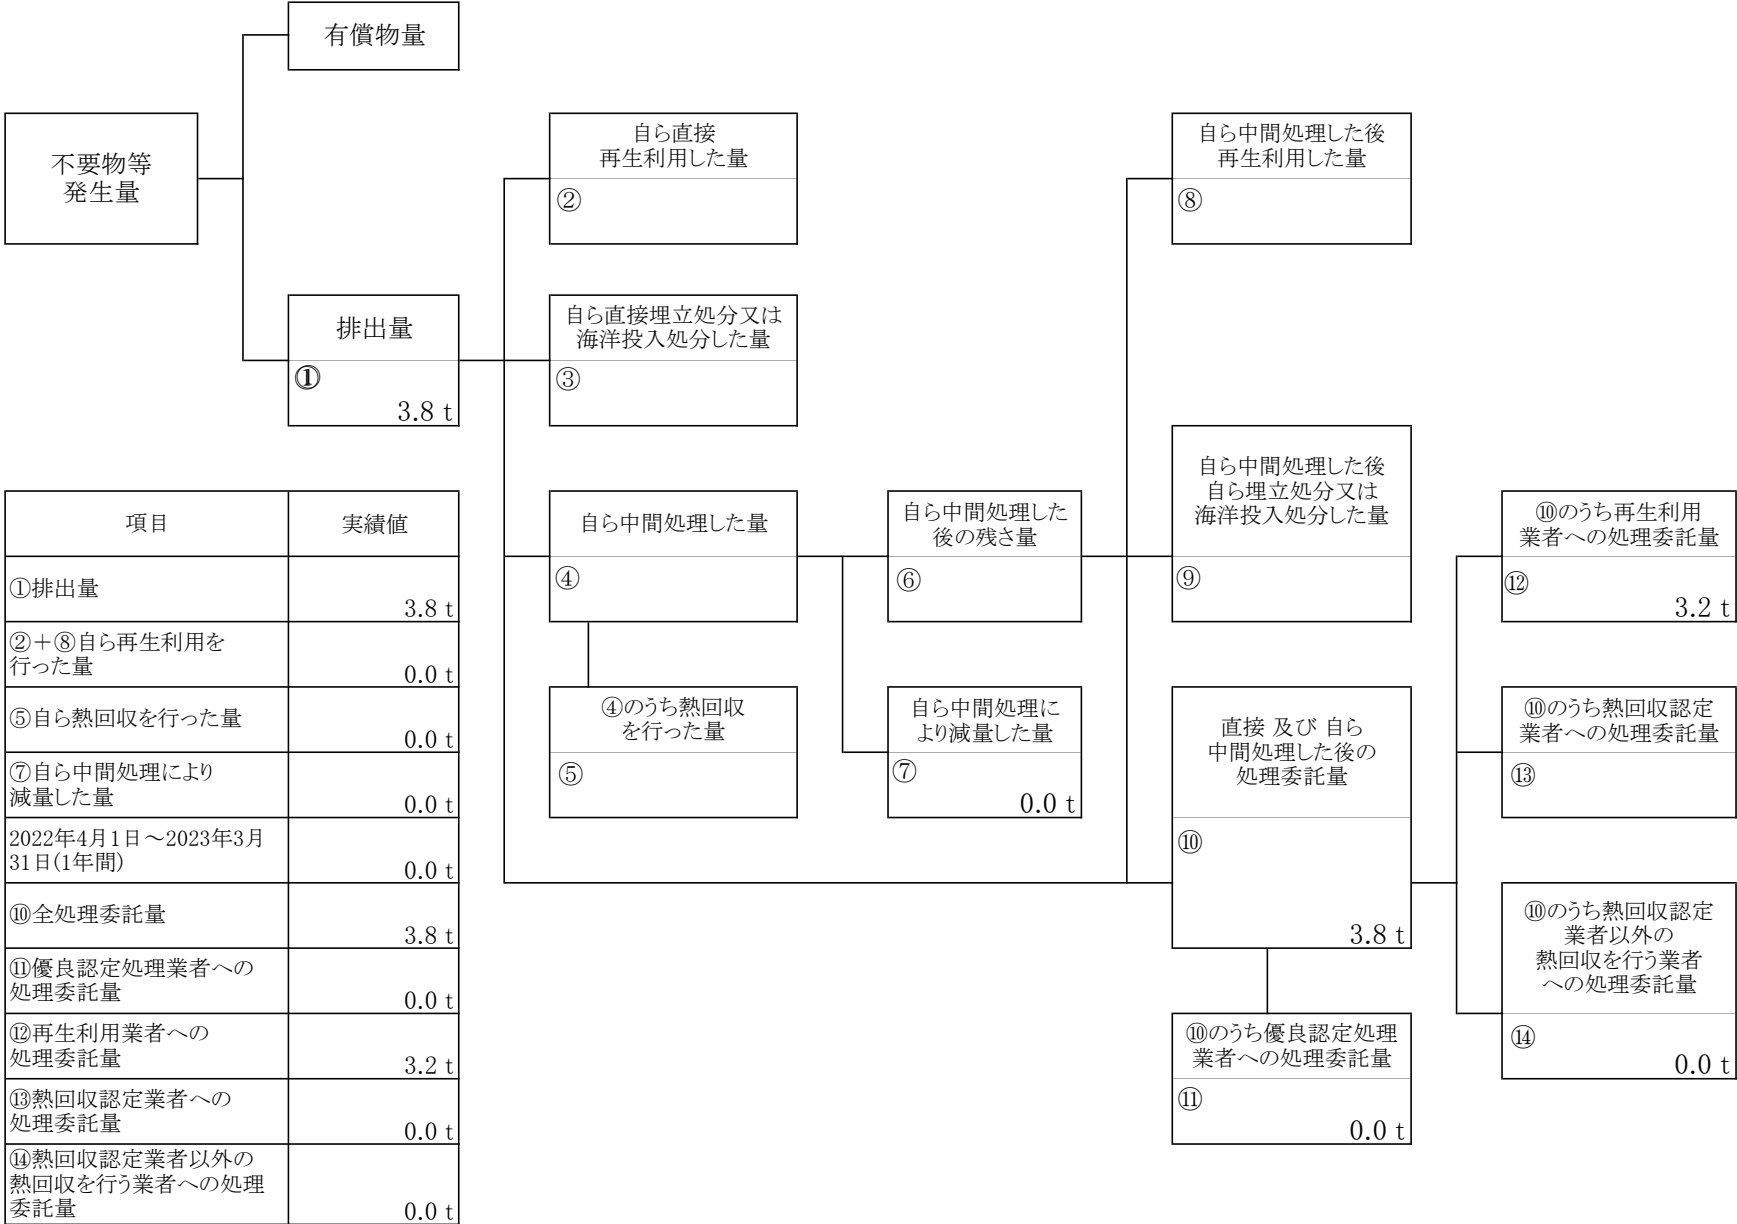 有償物量
不要物等
発生量
自ら直接
再生利用した量
②
自ら中間処理した後
再生利用した量
⑧
排出量
①
3.8 t
自ら直接埋立処分又は
海洋投入処分した量
③
自ら中間処理した量
④
自ら中間処理した
後の残さ量
⑥
自ら中間処理した後
自ら埋立処分又は
海洋投入処分した量
⑨
⑩のうち再生利用
業者への処理委託量
⑫
3.2 t
④のうち熱回収
を行った量
⑤
自ら中間処理に
より減量した量
⑦
0.0 t
直接 及び 自ら
中間処理した後の
処理委託量
⑩
3.8 t
⑩のうち熱回収認定
業者への処理委託量
⑬
⑩のうち熱回収認定
業者以外の
熱回収を行う業者
への処理委託量
⑭
0.0 t
⑩のうち優良認定処理
業者への処理委託量
⑪
0.0 t
項目 実績値
①排出量
3.8 t
②＋⑧自ら再生利用を
行った量
0.0 t
⑤自ら熱回収を行った量
0.0 t
⑦自ら中間処理により
減量した量
0.0 t
2022年4月1日～2023年3月
31日(1年間)
0.0 t
⑩全処理委託量
3.8 t
⑪優良認定処理業者への
処理委託量
0.0 t
⑫再生利用業者への
処理委託量
3.2 t
⑬熱回収認定業者への
処理委託量
0.0 t
⑭熱回収認定業者以外の
熱回収を行う業者への処理
委託量
0.0 t